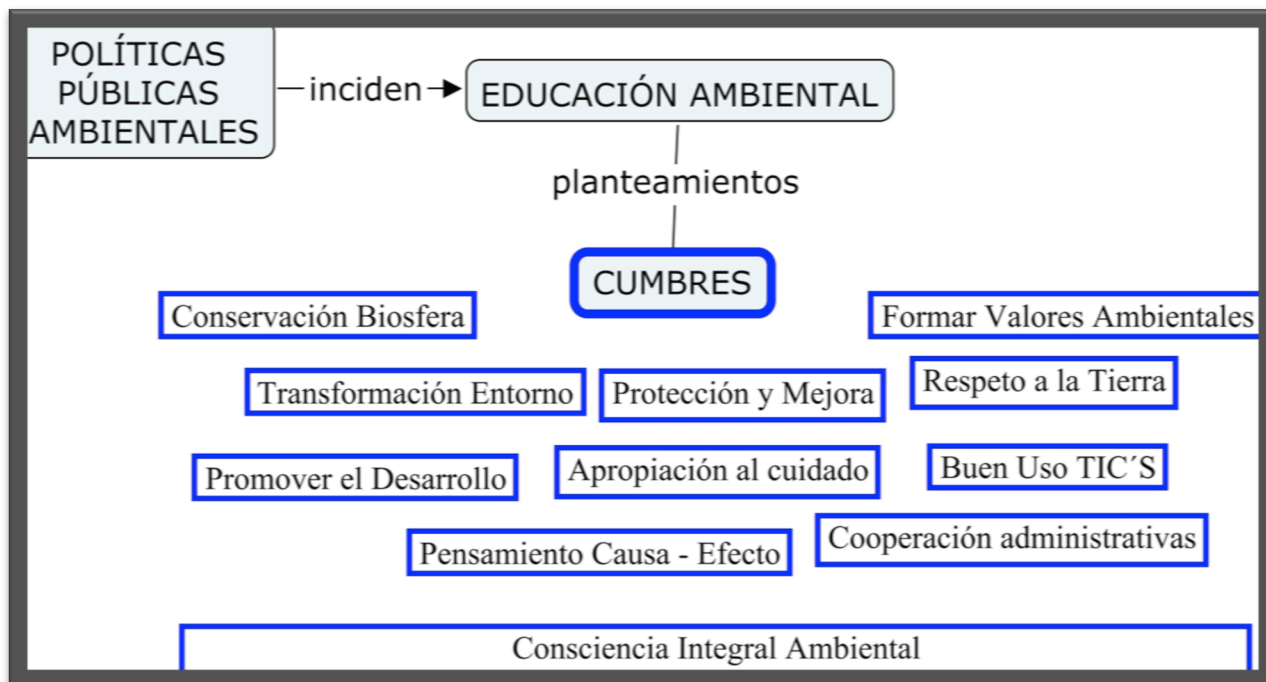 POLÍTICAS
PÚBLICAS
AMBIENTALES
inciden
EDUCACIÓN AMBIENTAL
planteamientos
CUMBRES
Conservación Biosfera
Formar Valores Ambientales
Transformación Entorno
Protección y Mejora
Respeto a la Tierra
Promover el Desarrollo
Apropiación al cuidado
Buen Uso TIC´S
Pensamiento Causa - Efecto
Cooperación administrativas
Consciencia Integral Ambiental